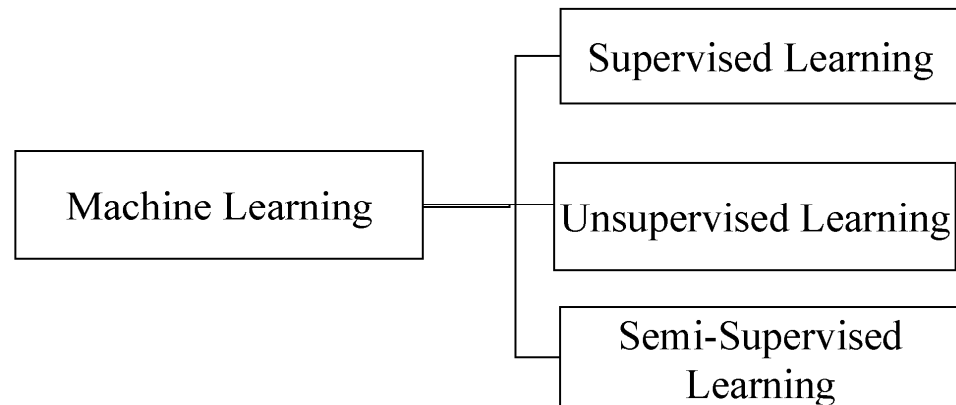 Supervised Learning
Machine Learning
Unsupervised Learning
Semi-Supervised
Learning